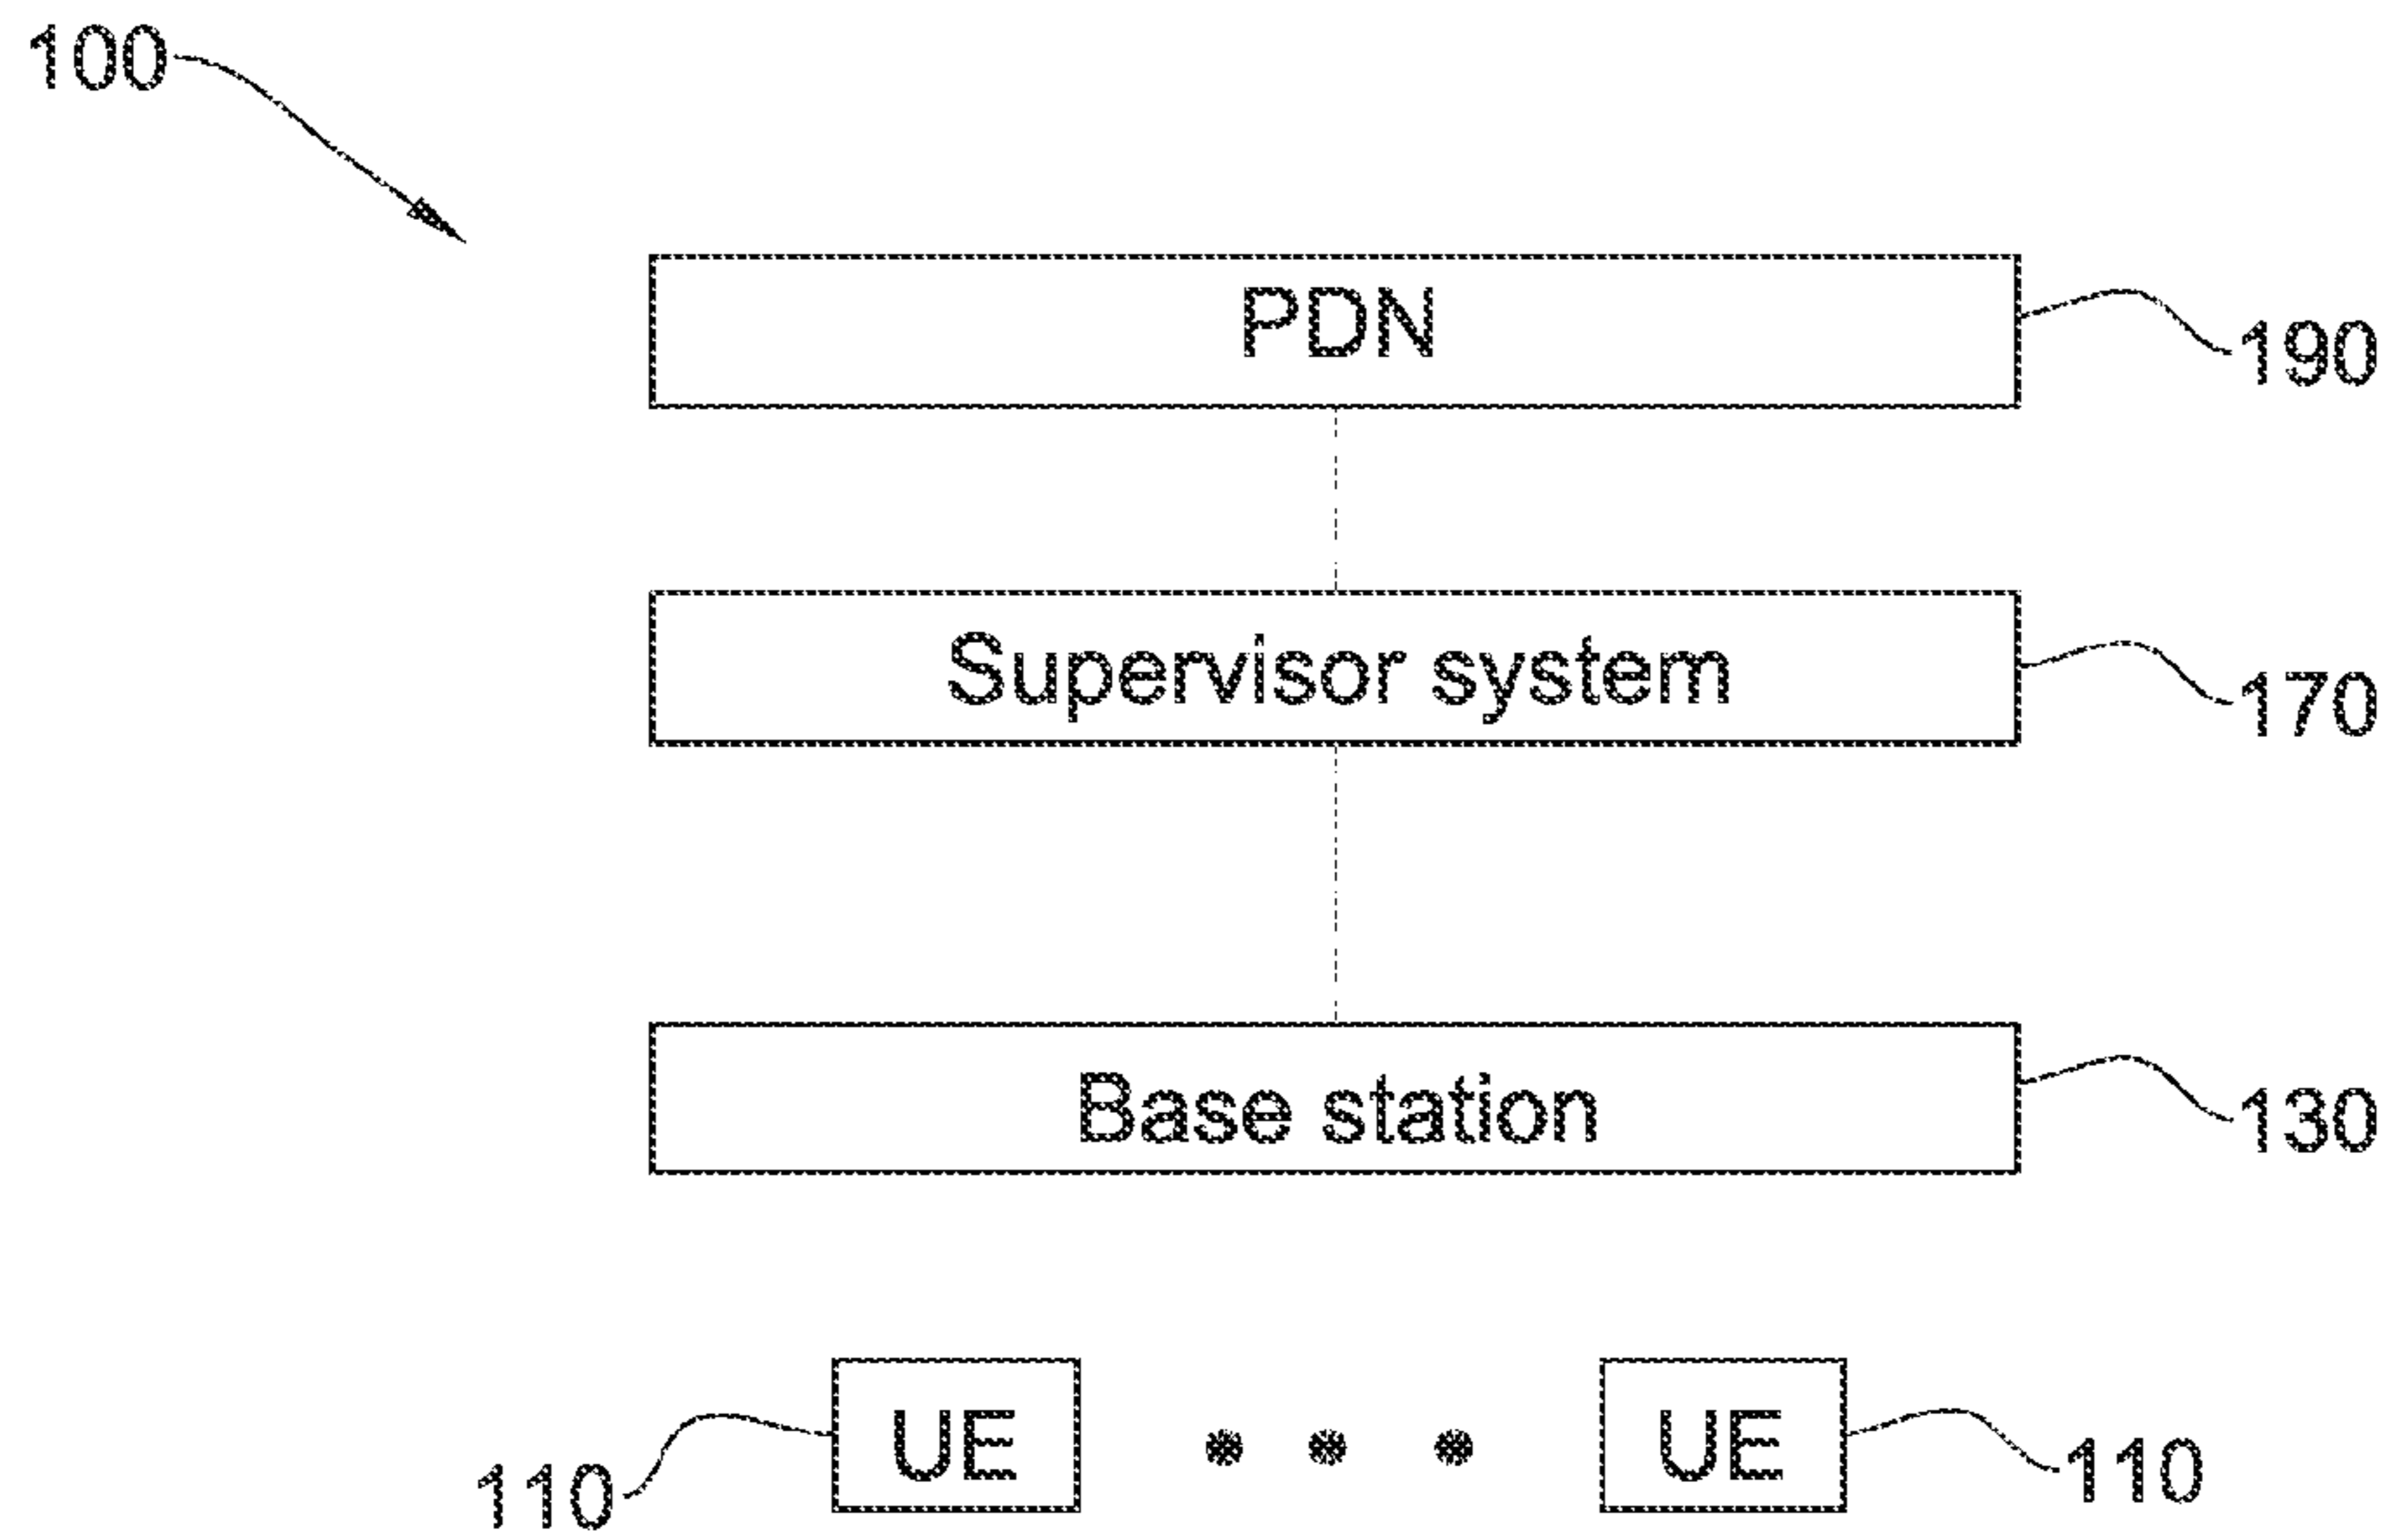 100
PDN
190
Supervisor system
170
Base station
130
UE
UE
110
110